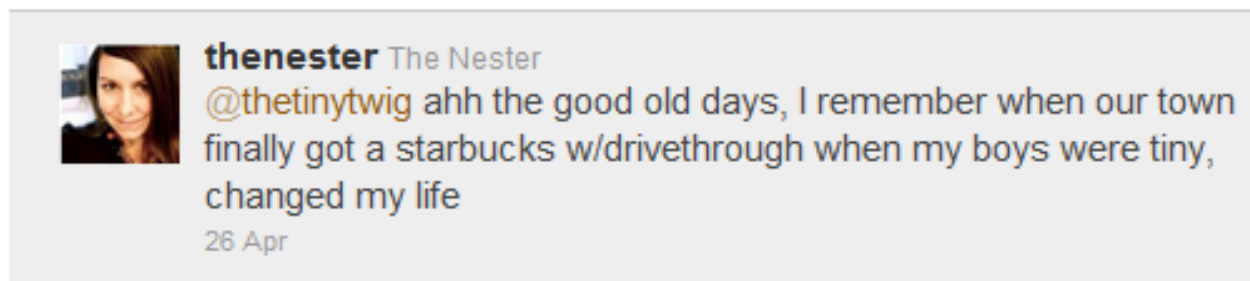 thenester The Nester
@thetinytwig ahh the good old days, I remember when our town
finally got a starbucks w/drivethrough when my boys were tiny,
changed my life
26 Apr